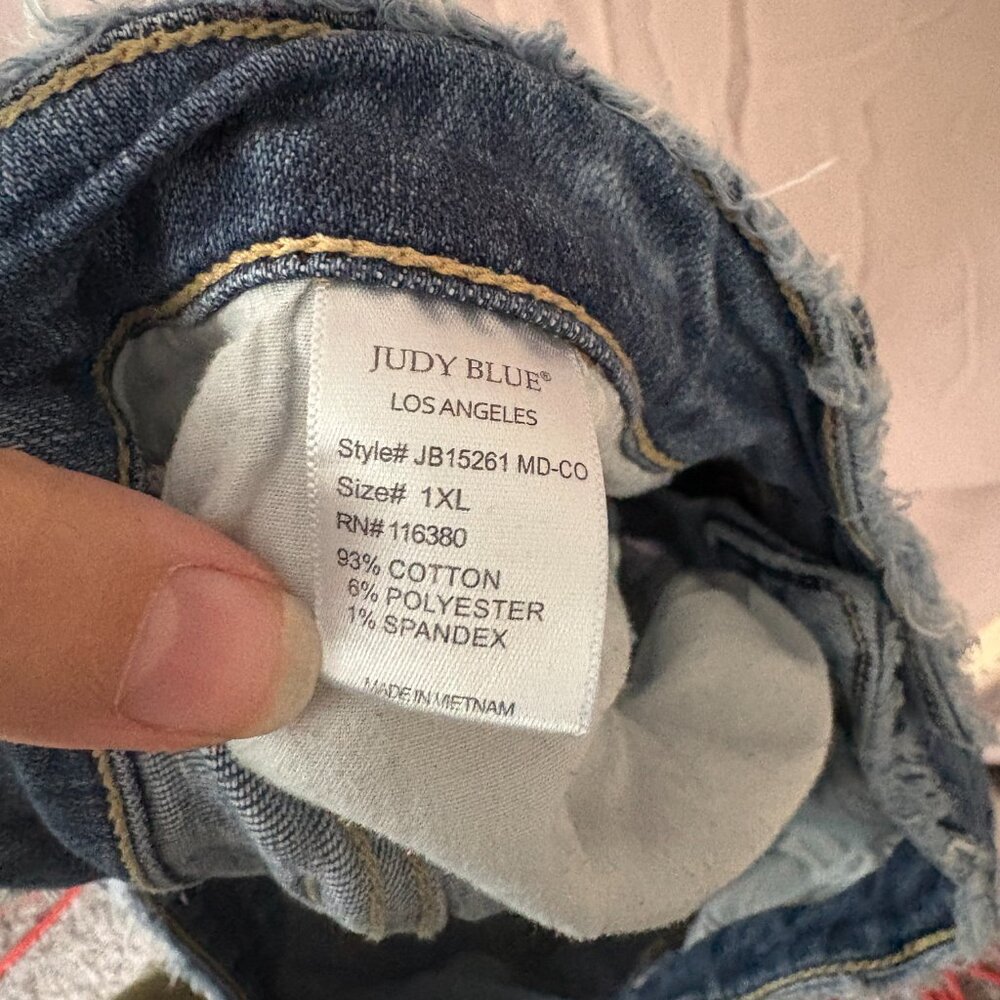 JUDY BLUE®
LOS ANGELES
Style# JB15261 MD-CO
Size# 1XL
RN# 116380
93% COTTON
6% POLYESTER
1% SPANDEX
MADE IN VIETNAM